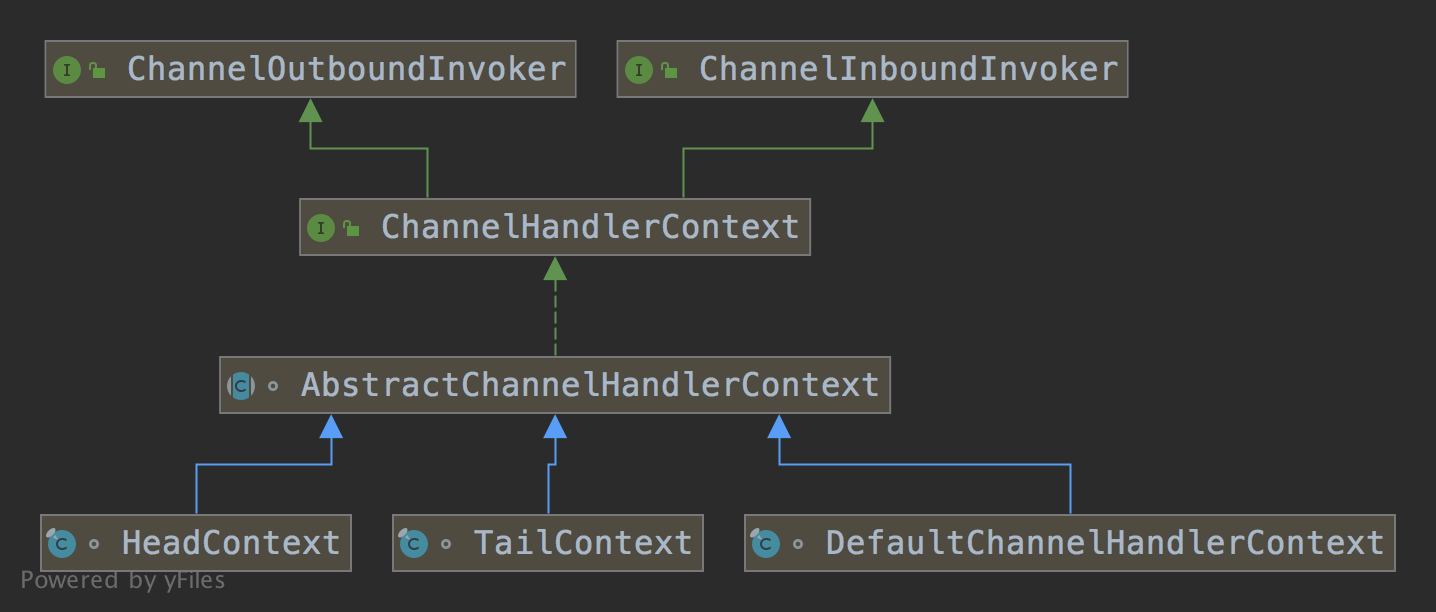 ChannelOutboundInvoker ChannelInboundInvoker
ChannelHandlerContext
AbstractChannelHandlerContext
HeadContext TailContext DefaultChannelHandlerContext
Powered by yFiles